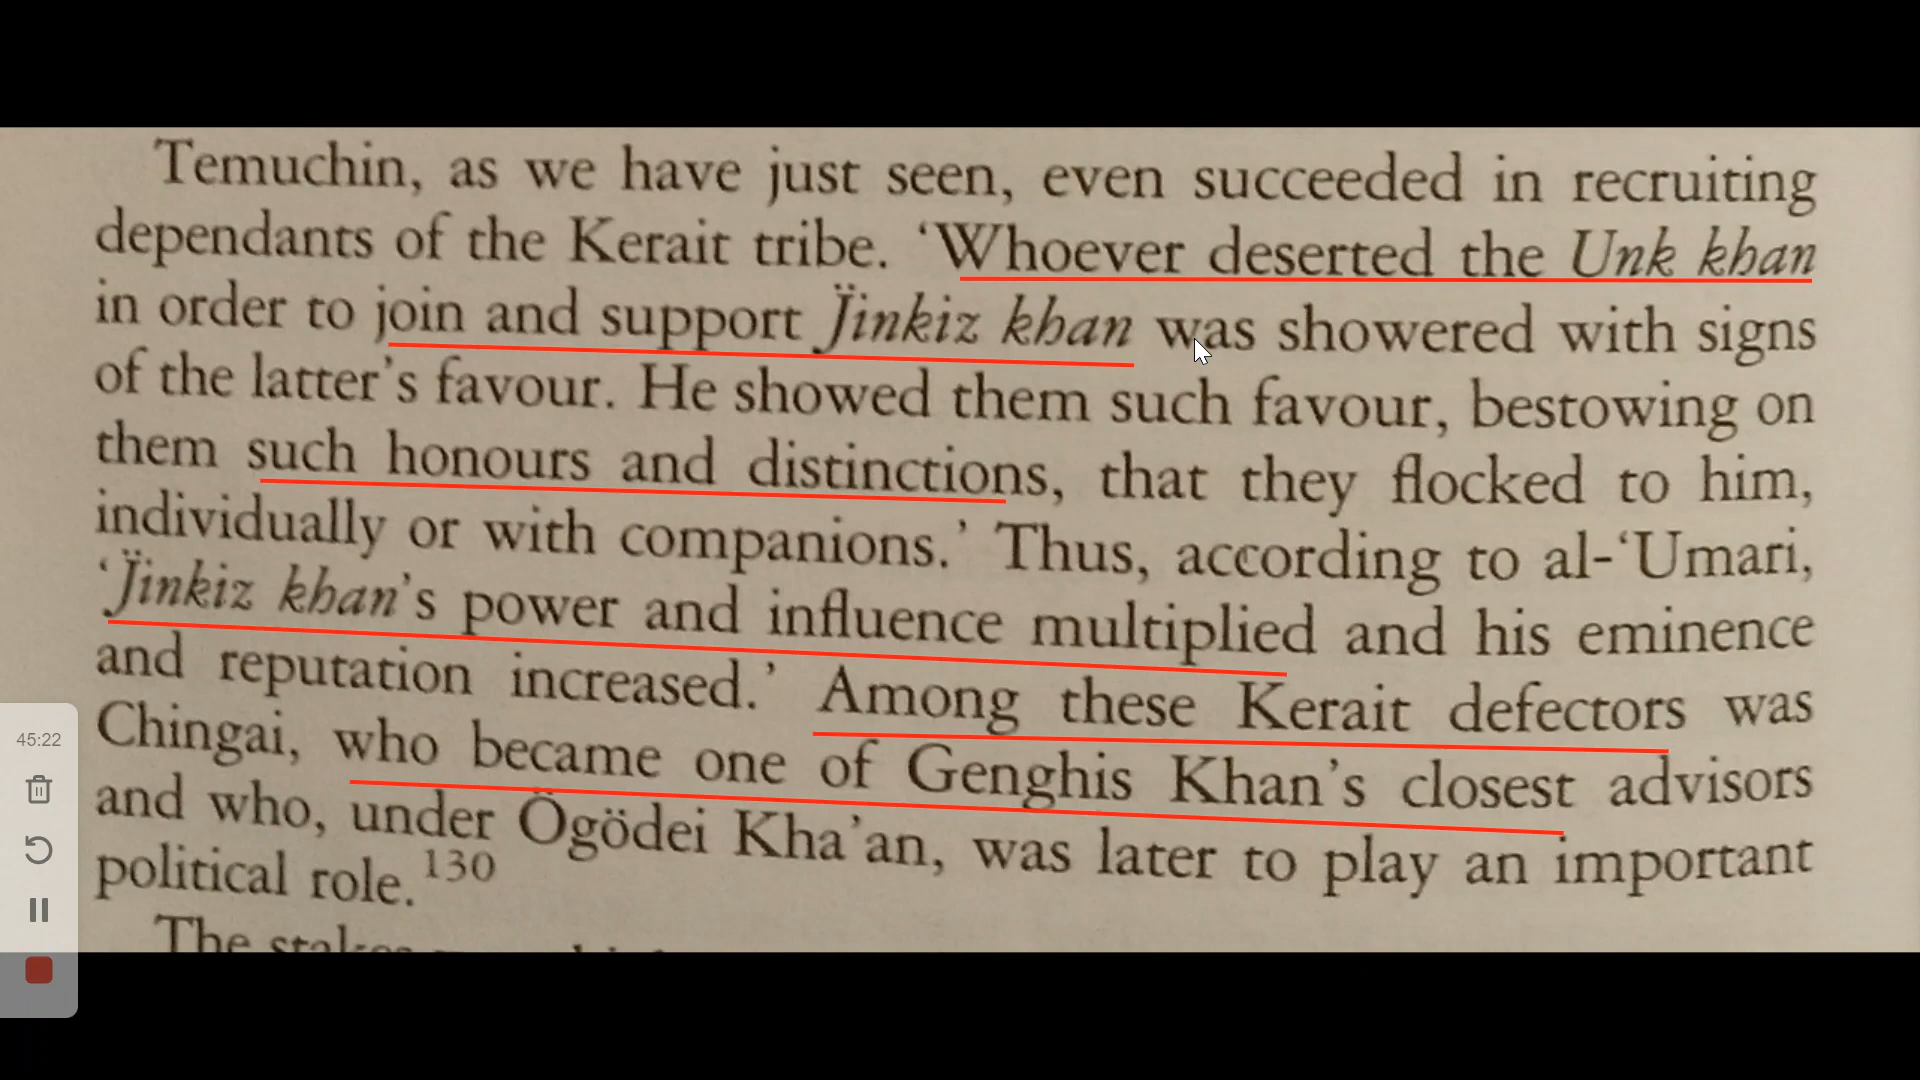 Temuchin, as we have just seen, even succeeded in recruiting
dependants of the Kerait tribe. ‘Whoever deserted the Unk khan
in order to join and support J̈inkiz khan was showered with signs
of the latter’s favour. He showed them such favour, bestowing on
them such honours and distinctions, that they flocked to him,
individually or with companions.’ Thus, according to al-‘Umari,
‘J̈inkiz khan’s power and influence multiplied and his eminence
and reputation increased.’ Among these Kerait defectors was
Chingai, who became one of Genghis Khan’s closest advisors
and who, under Ögödei Kha’an, was later to play an important
political role.130
The
45:22